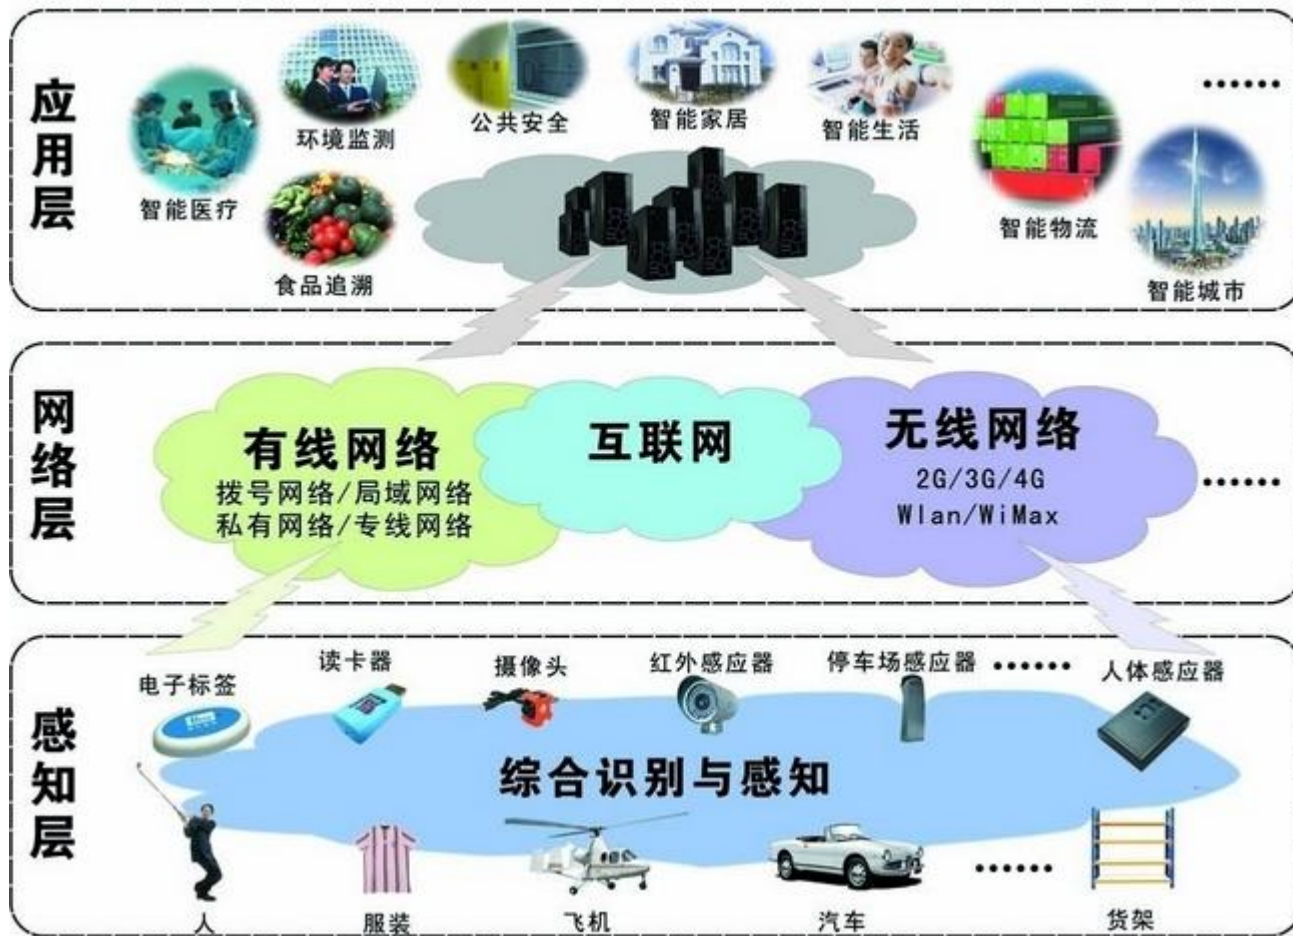 应用层
智能医疗
环境监测
公共安全
智能家居
智能生活
食品追溯
智能物流
智能城市
......
网络层
有线网络
拨号网络/局域网络
私有网络/专线网络
互联网
无线网络
2G/3G/4G
Wlan/WiMax
......
感知层
电子标签
读卡器
摄像头
红外感应器
停车场感应器
......
人体感应器
综合识别与感知
人
服装
飞机
汽车
......
货架